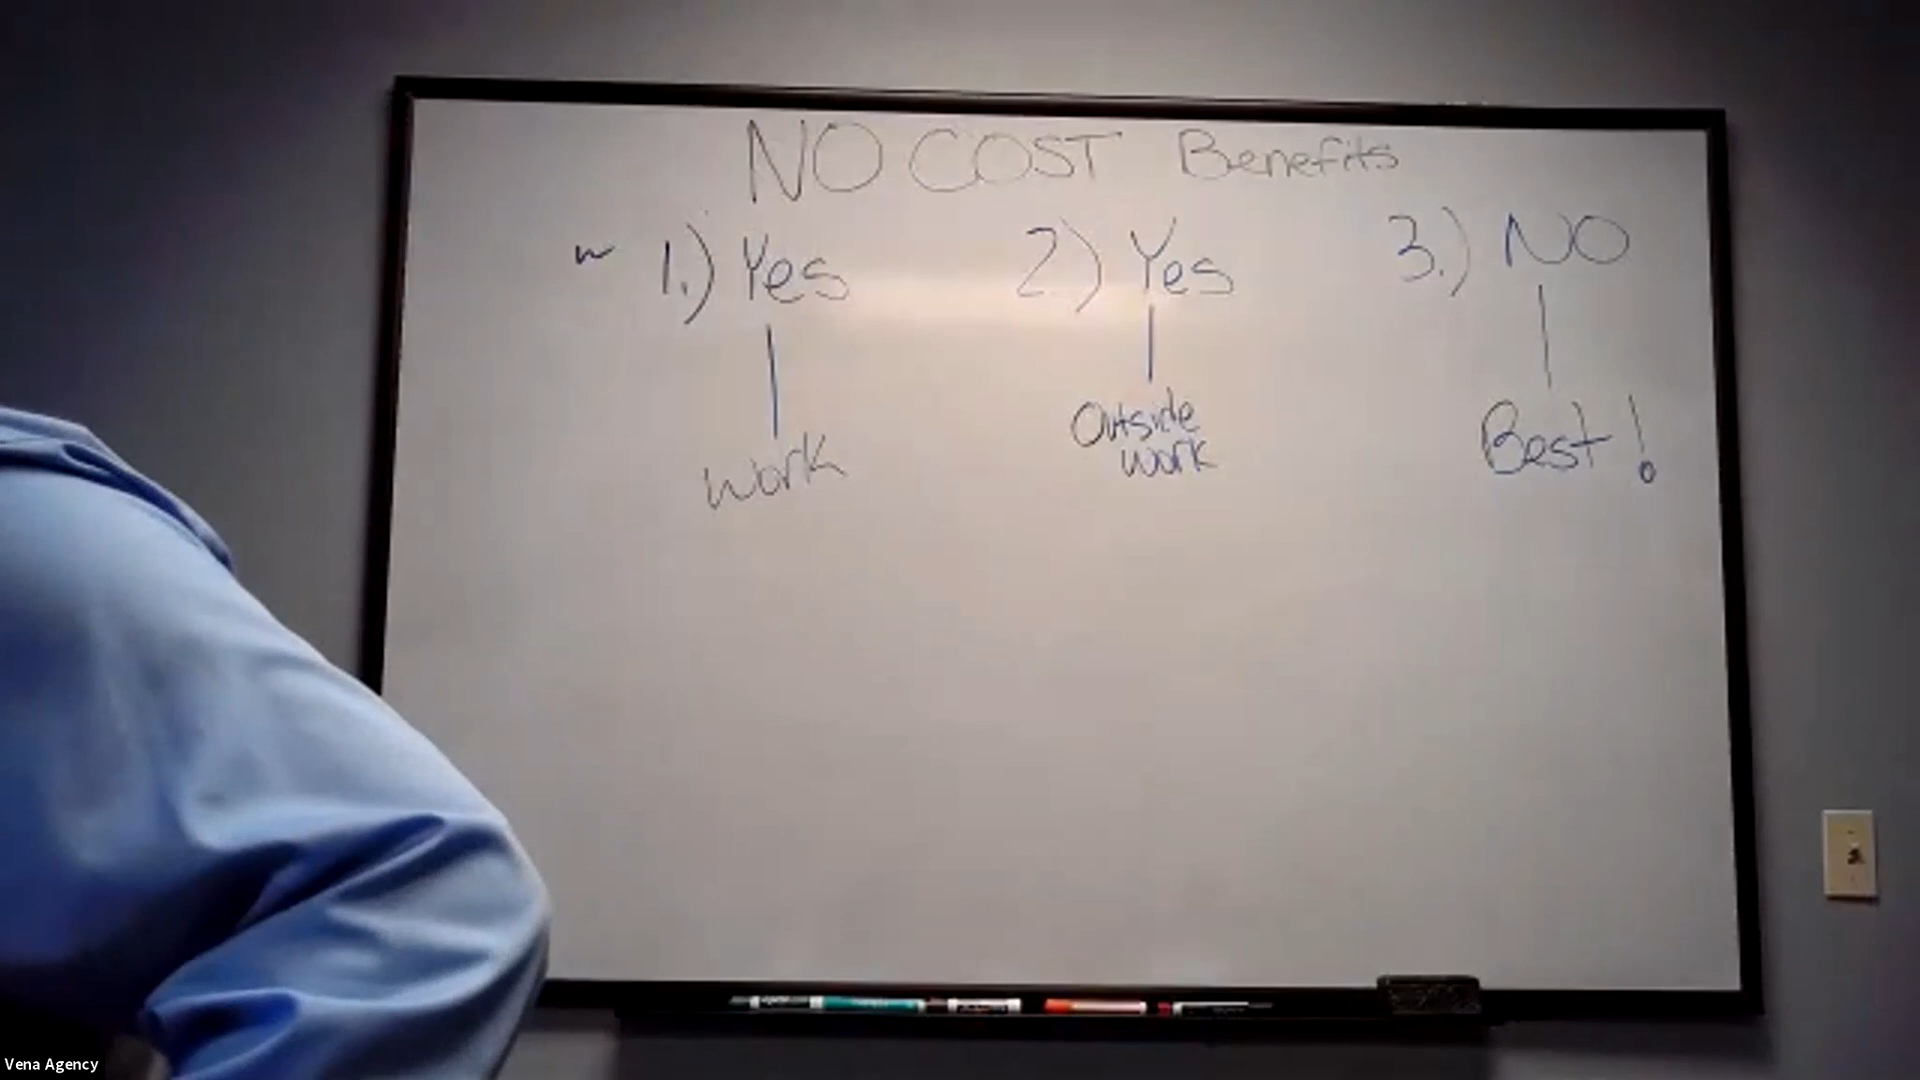 NO COST Benefits
1.) Yes 2.) Yes 3.) NO
work Outside work Best!
Vena Agency